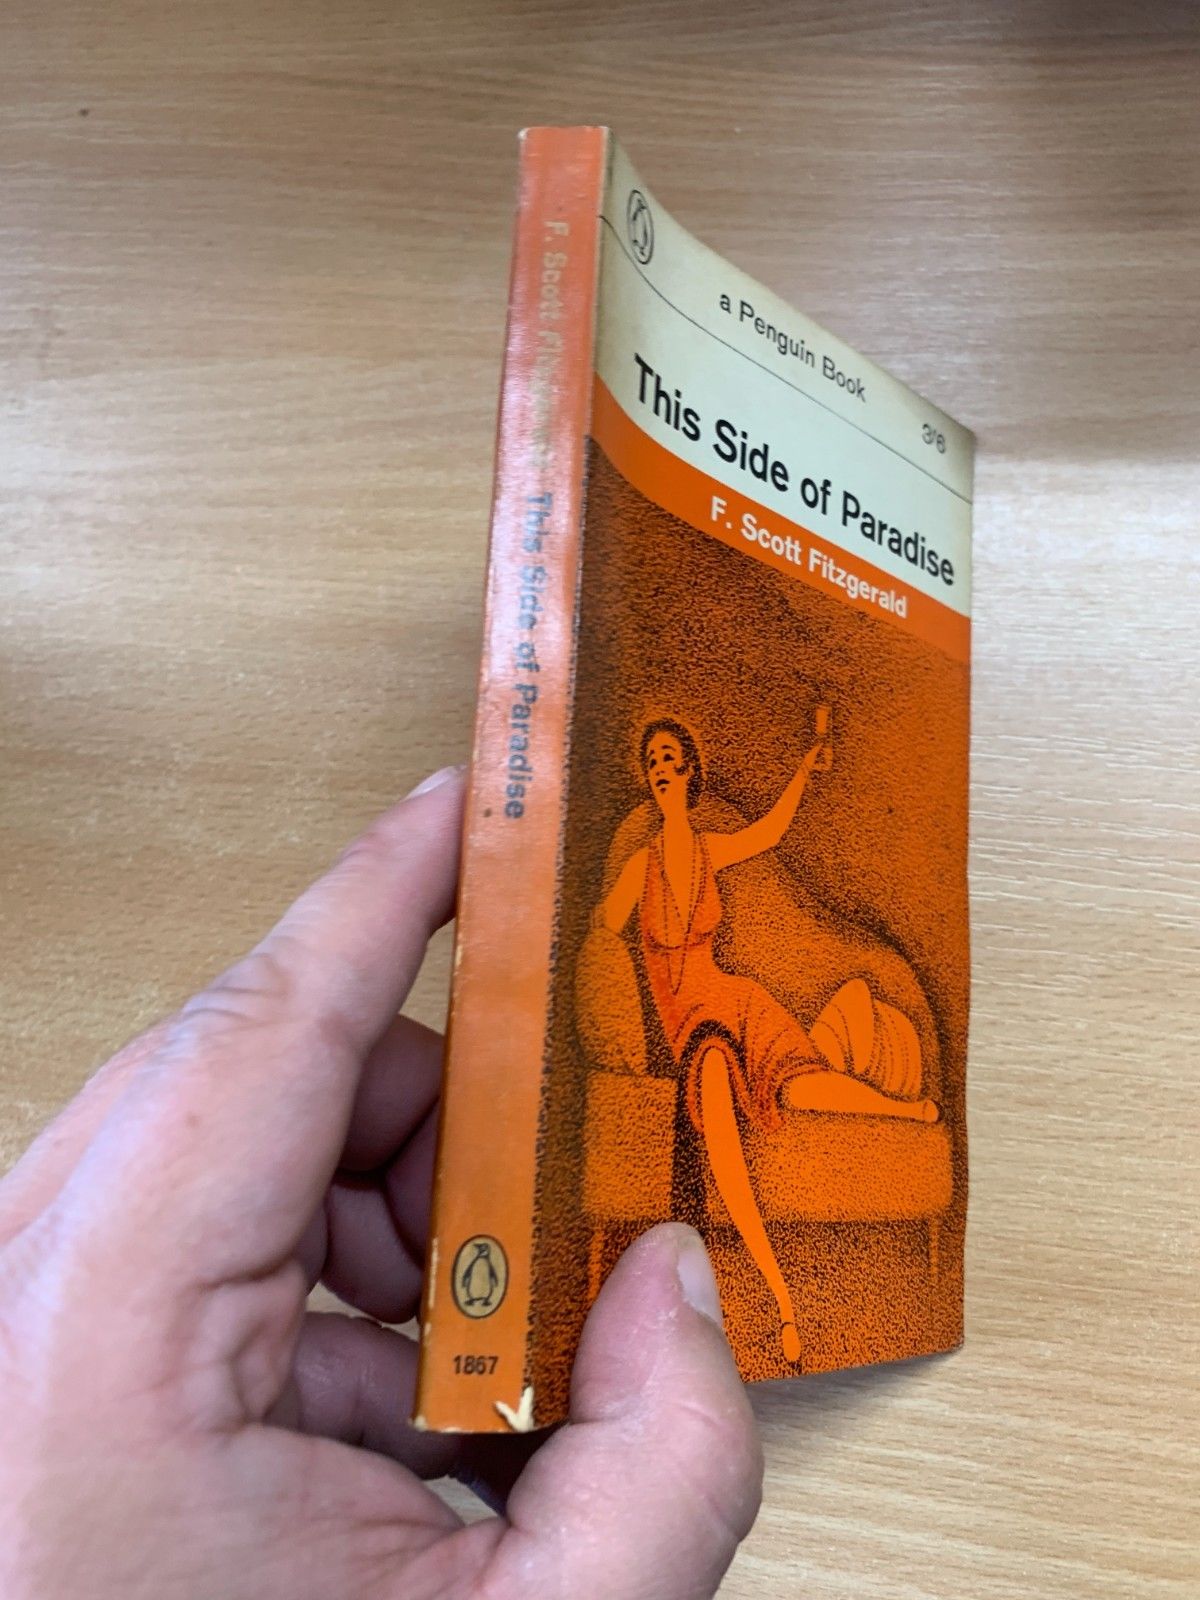 F. Scott Fitzgerald This Side of Paradise
1867
a Penguin Book
3'6
This Side of Paradise
F. Scott Fitzgerald